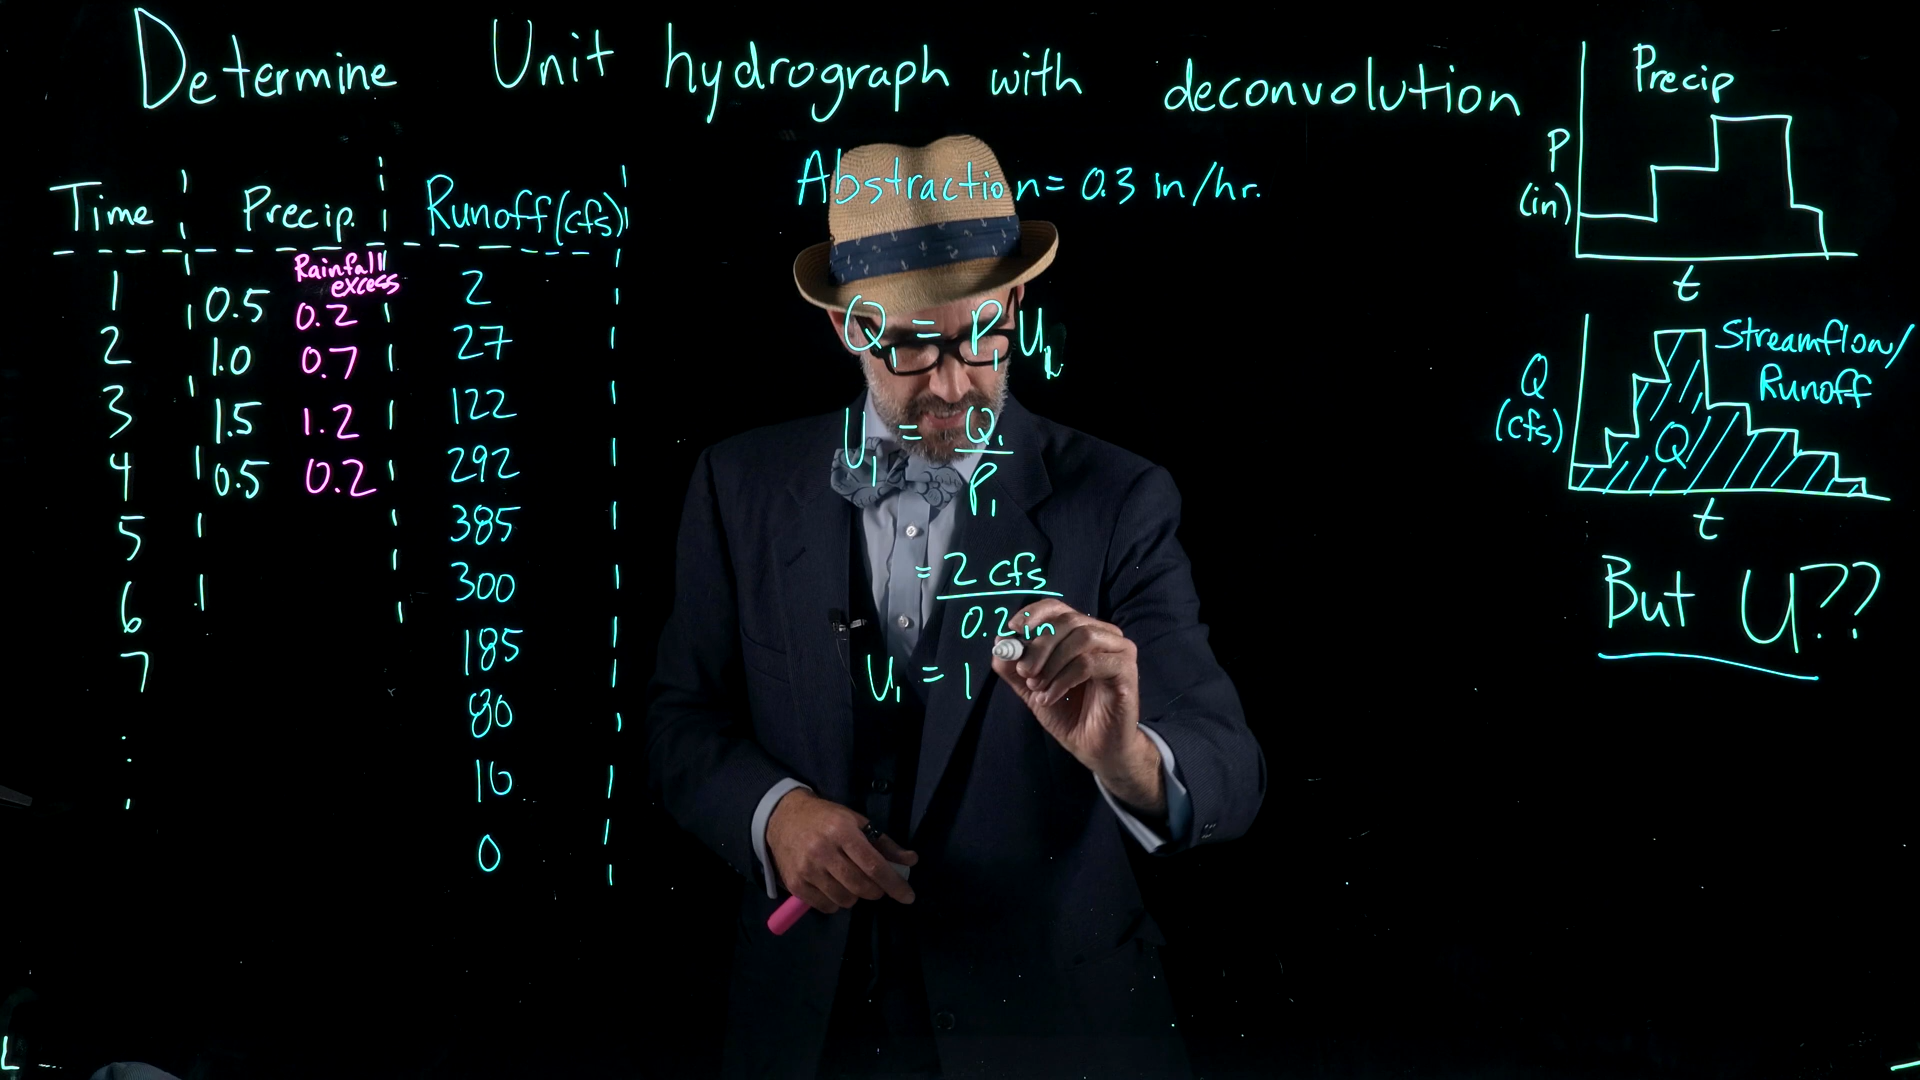 Determine Unit hydrograph with deconvolution
Abstraction = 0.3 in/hr.
Time Precip. Runoff (cfs)
Rainfall
excess
1 0.5 0.2 2
2 1.0 0.7 27
3 1.5 1.2 122
4 0.5 0.2 292
5 385
6 300
7 185
80
10
0
Q1 = P1 U1
U1 = Q1
P1
= 2 cfs
0.2 in
U1 = 1
Precip
P
(in)
t
Streamflow/
Runoff
Q
(cfs)
Q
t
But U??